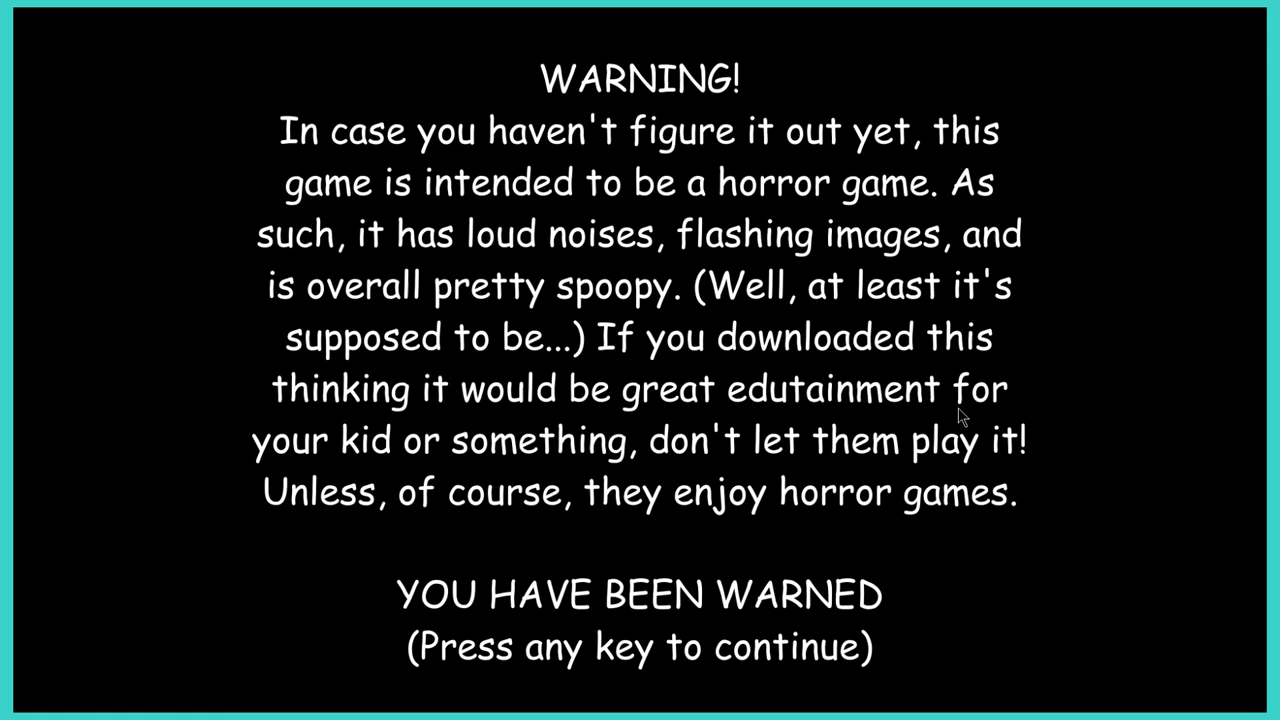 WARNING!
In case you haven't figure it out yet, this
game is intended to be a horror game. As
such, it has loud noises, flashing images, and
is overall pretty spoopy. (Well, at least it's
supposed to be...) If you downloaded this
thinking it would be great edutainment for
your kid or something, don't let them play it!
Unless, of course, they enjoy horror games.
YOU HAVE BEEN WARNED
(Press any key to continue)